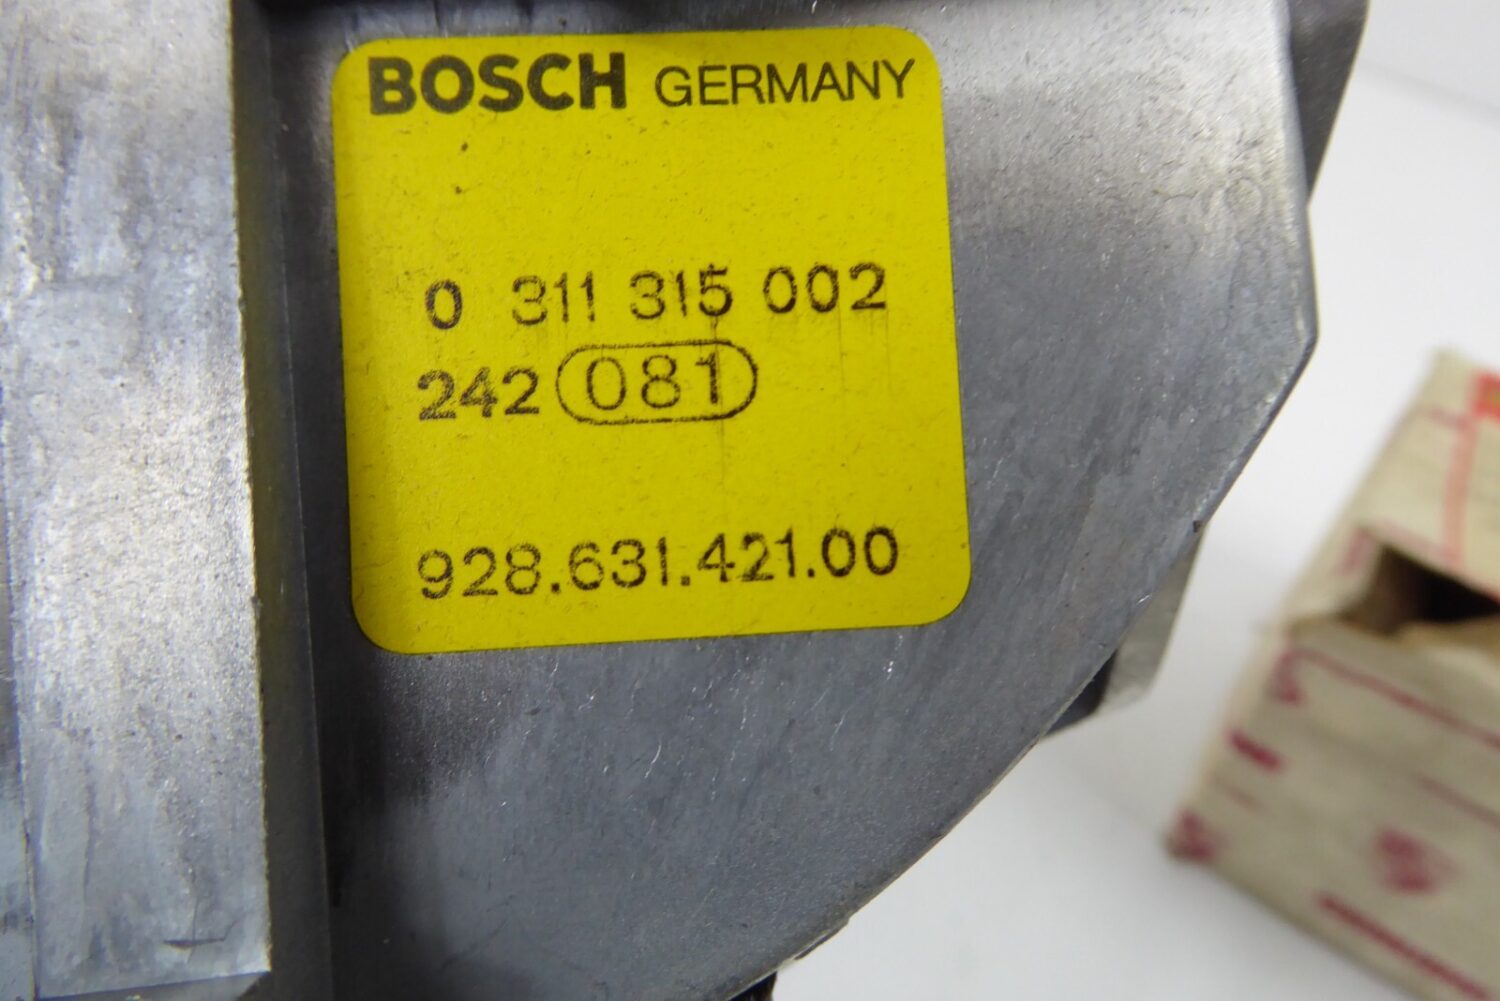 BOSCH GERMANY
0 311 315 002
242 081
928.631.421.00